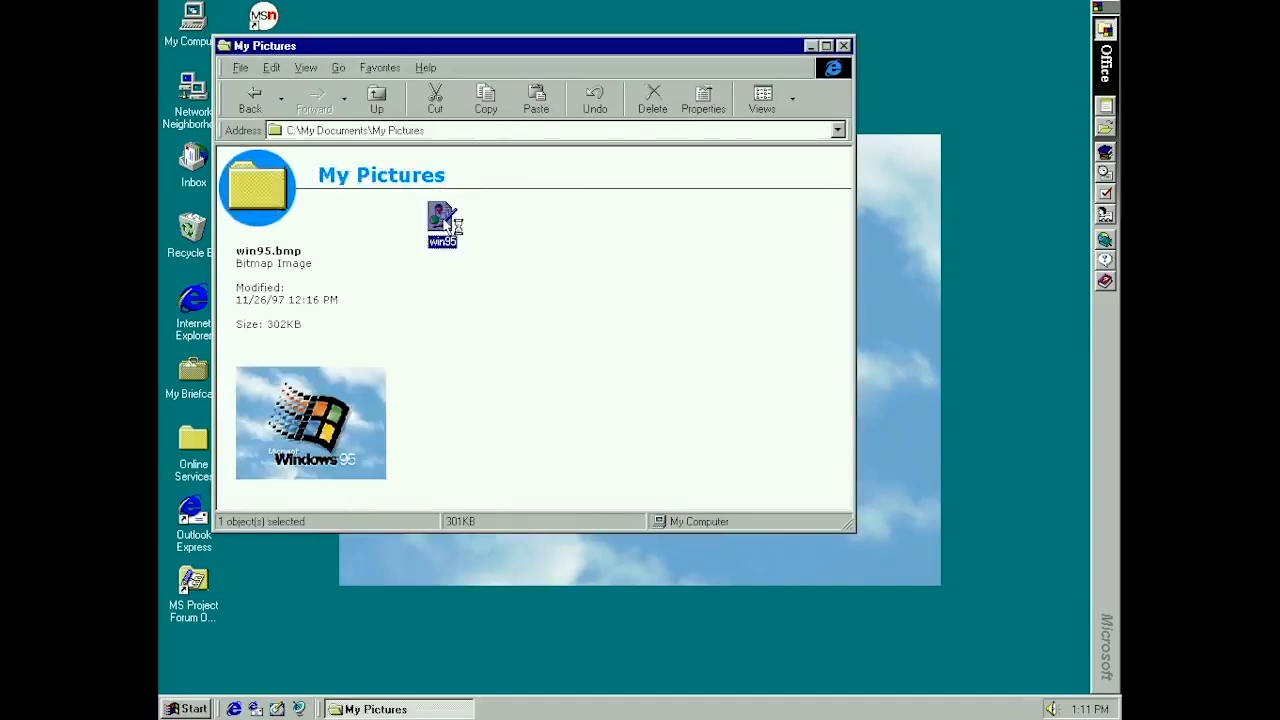 My Compu
MSn
Network
Neighborho
Inbox
Recycle B
Internet
Explorer
My Briefca
Online
Services
Outlook
Express
MS Project
Forum O...
My Pictures
File Edit View Go Favorites Help
Back Forward Up Cut Copy Paste Undo Delete Properties Views
Address C:\My Documents\My Pictures
My Pictures
win95
win95.bmp
Bitmap Image
Modified:
11/26/97 12:16 PM
Size: 302KB
Microsoft
Windows 95
1 object(s) selected 301KB My Computer
Office
Microsoft
Start My Pictures 1:11 PM